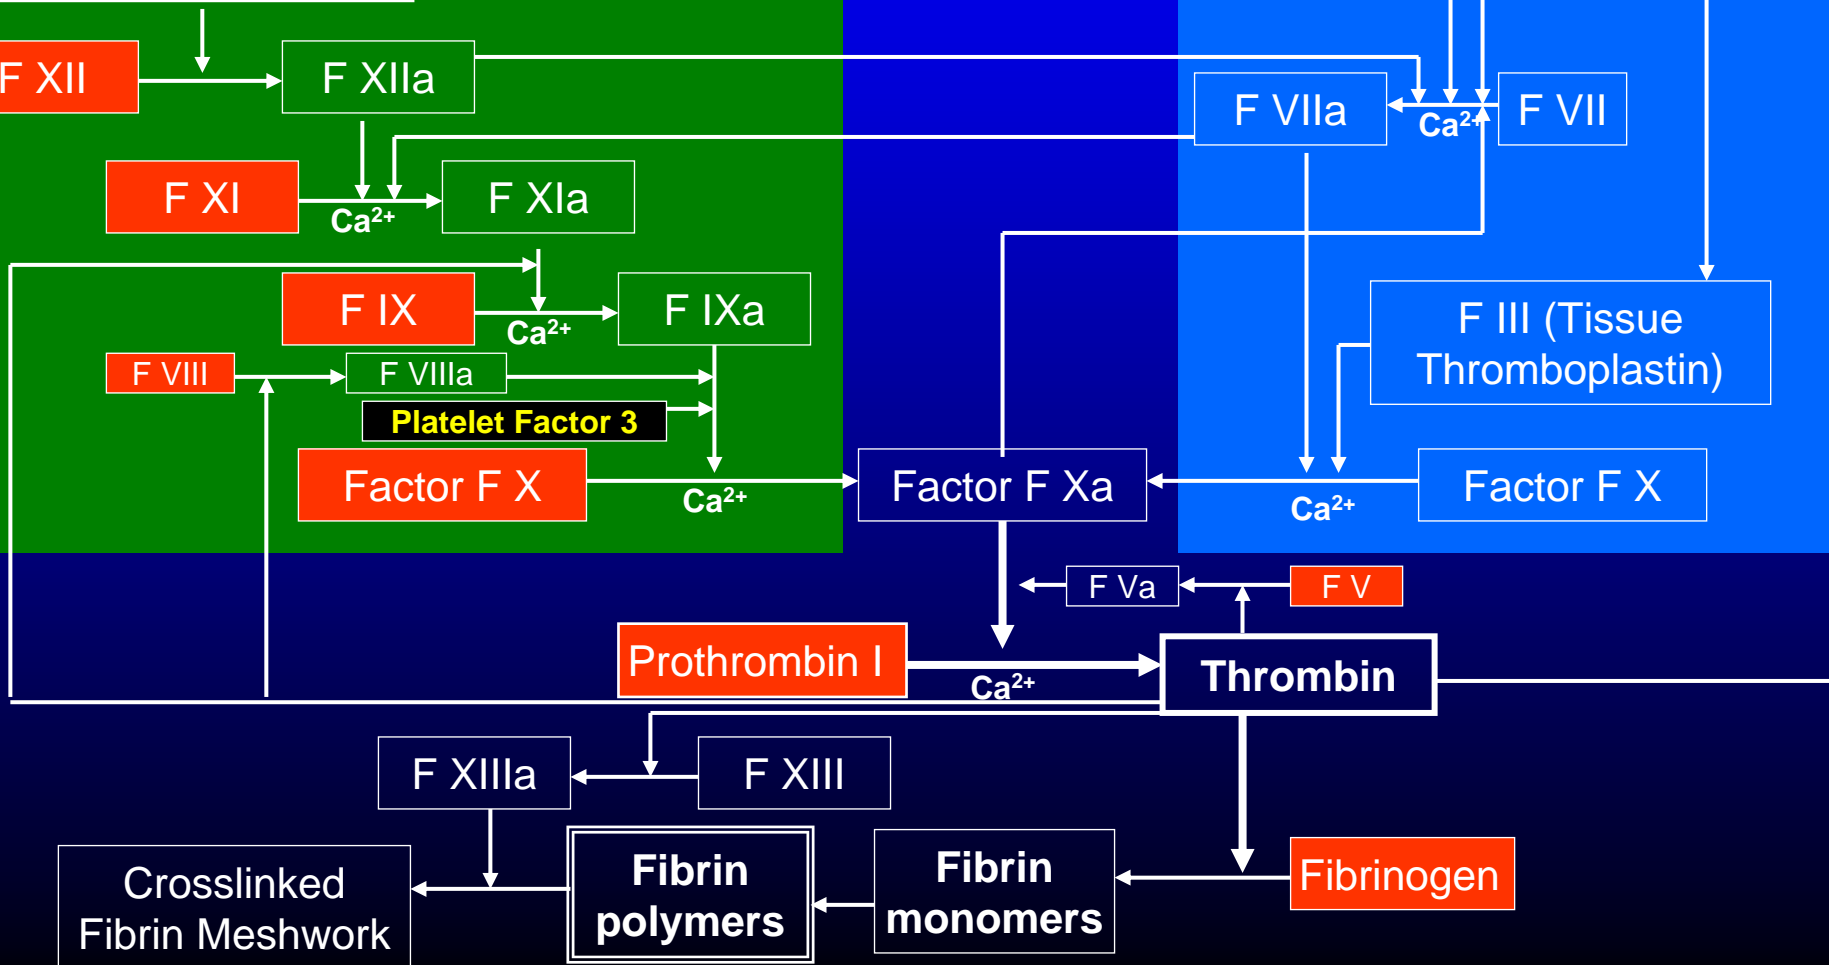 F XII
F XIIa
F VIIa
F VII
Ca2+
F XI
F XIa
Ca2+
F IX
F IXa
Ca2+
F III (Tissue
Thromboplastin)
F VIII
F VIIIa
Platelet Factor 3
Factor F X
Ca2+
Factor F Xa
Ca2+
Factor F X
F Va
F V
Prothrombin I
Ca2+
Thrombin
F XIIIa
F XIII
Crosslinked
Fibrin Meshwork
Fibrin
polymers
Fibrin
monomers
Fibrinogen